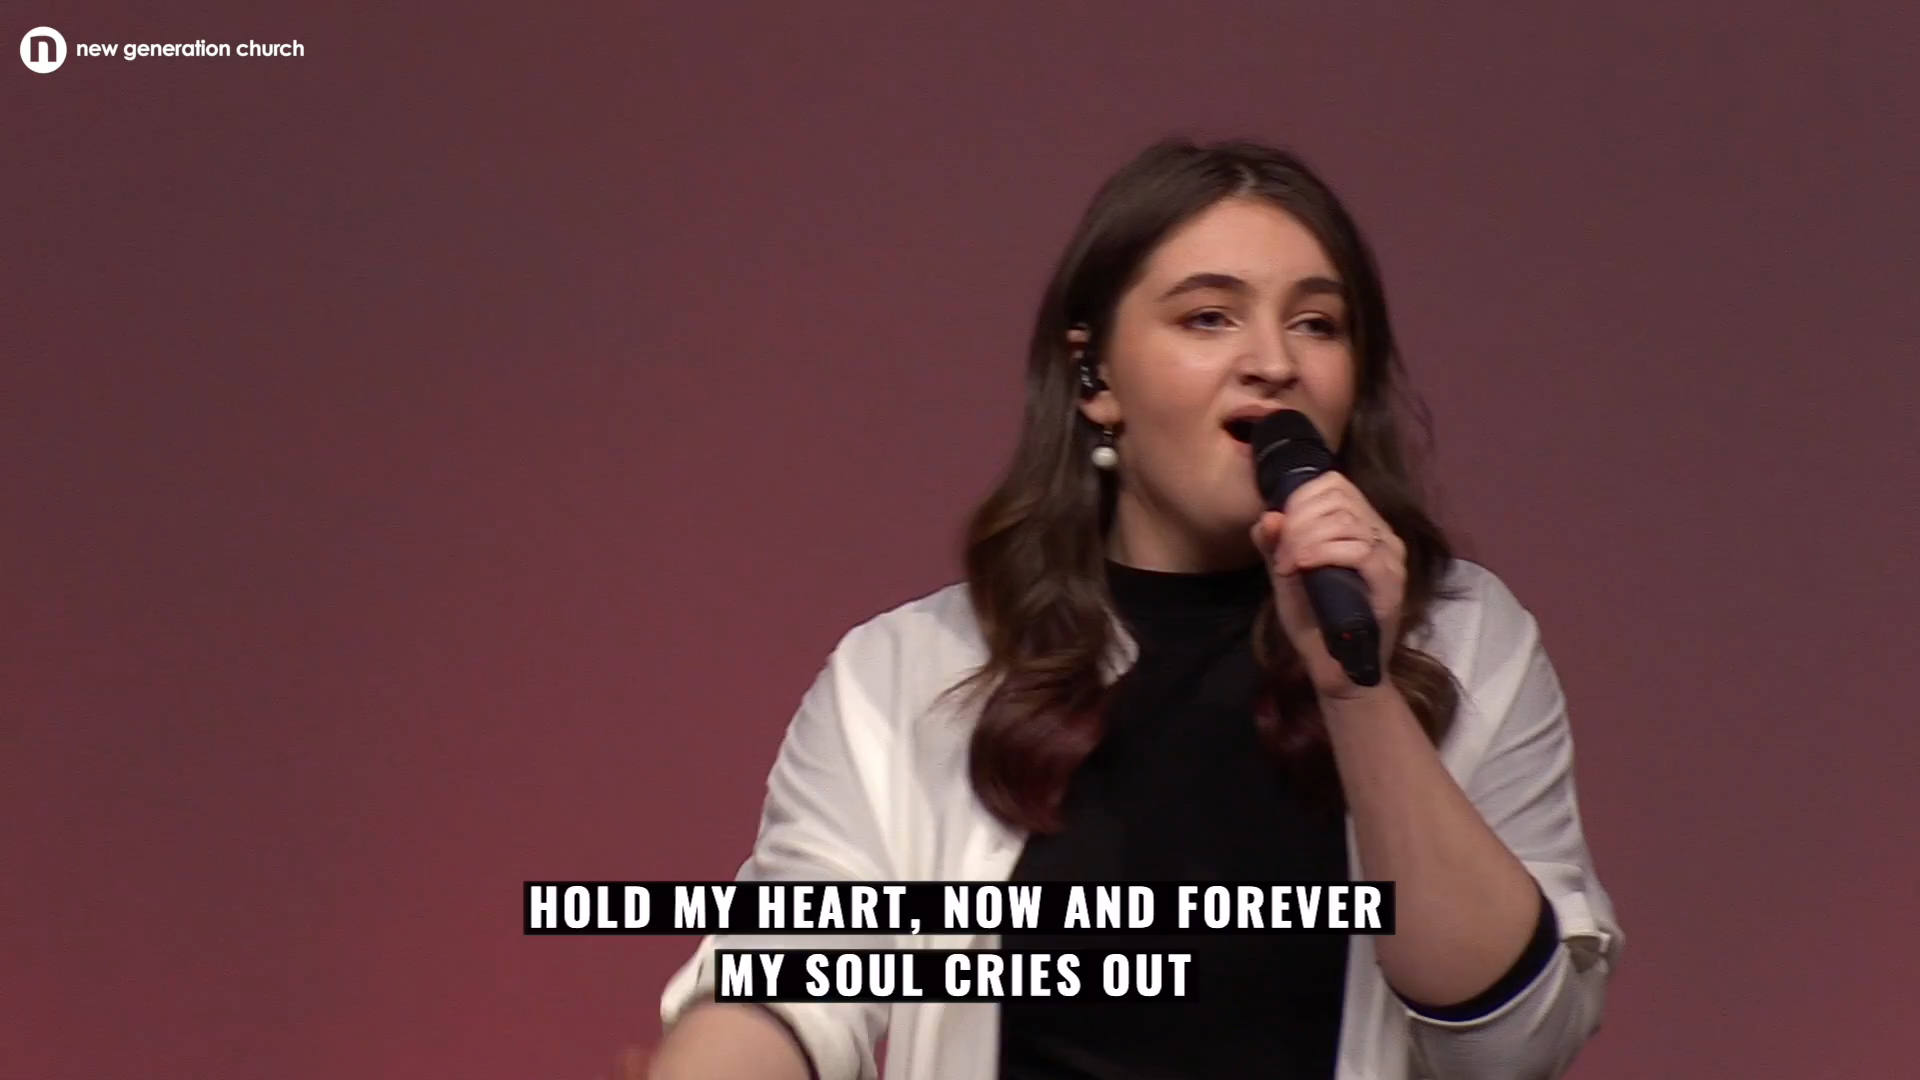 new generation church
HOLD MY HEART, NOW AND FOREVER
MY SOUL CRIES OUT